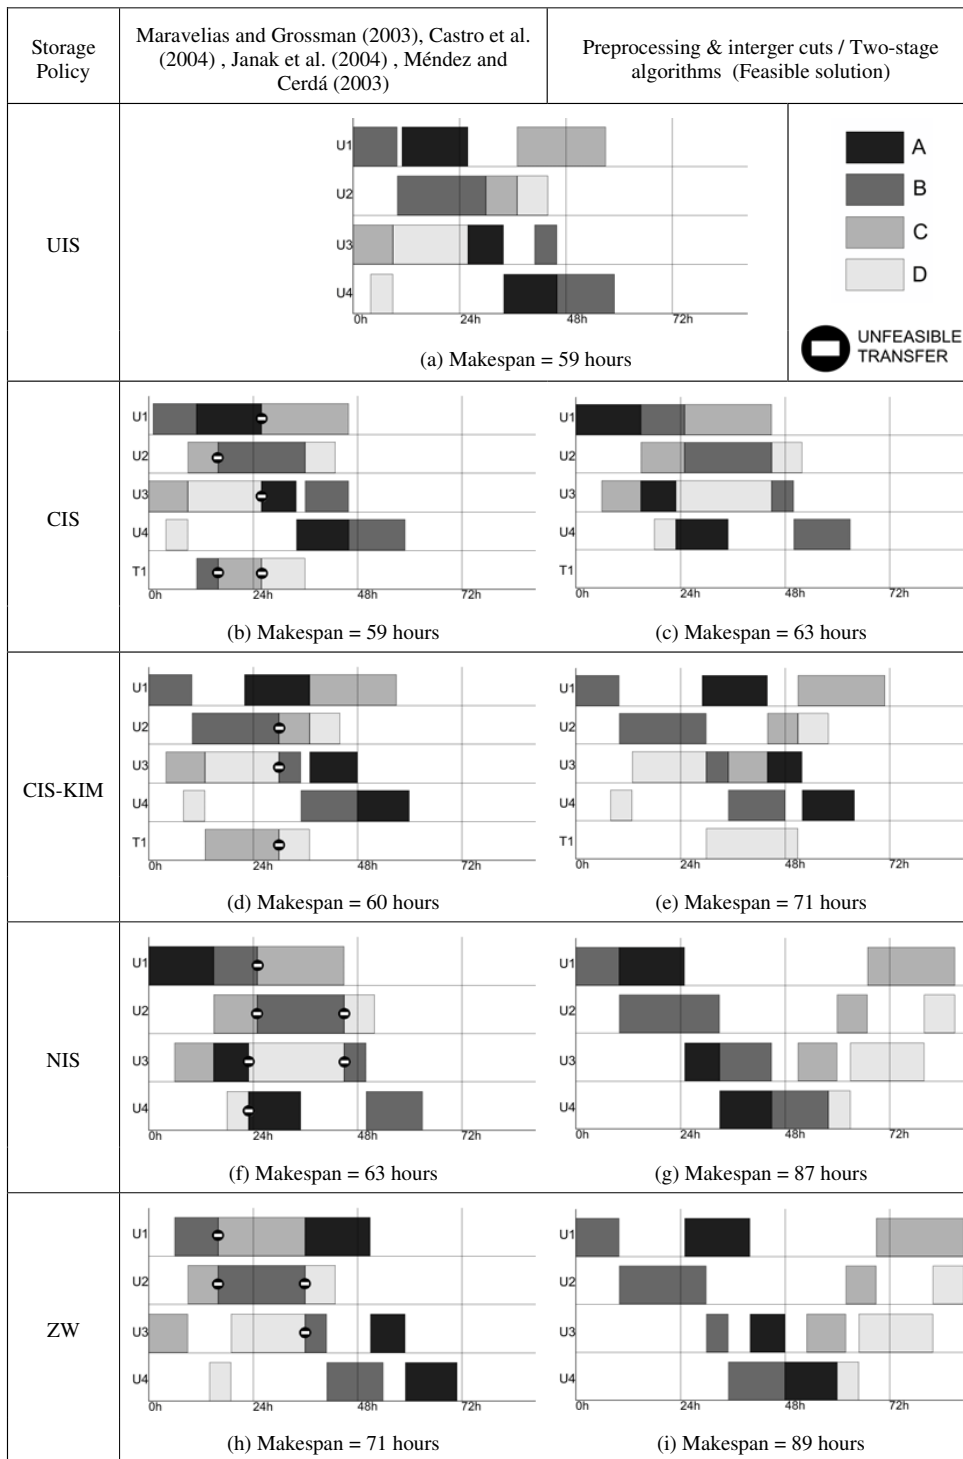 Storage
Policy
Maravelias and Grossman (2003), Castro et al.
(2004) , Janak et al. (2004) , Méndez and
Cerdá (2003)
Preprocessing & interger cuts / Two-stage
algorithms (Feasible solution)
UIS
U1
U2
U3
U4
0h
24h
48h
72h
(a) Makespan = 59 hours
A
B
C
D
UNFEASIBLE
TRANSFER
CIS
U1
U2
U3
U4
T1
0h
24h
48h
72h
(b) Makespan = 59 hours
U1
U2
U3
U4
T1
0h
24h
48h
72h
(c) Makespan = 63 hours
CIS-KIM
U1
U2
U3
U4
T1
0h
24h
48h
72h
(d) Makespan = 60 hours
U1
U2
U3
U4
T1
0h
24h
48h
72h
(e) Makespan = 71 hours
NIS
U1
U2
U3
U4
0h
24h
48h
72h
(f) Makespan = 63 hours
U1
U2
U3
U4
0h
24h
48h
72h
(g) Makespan = 87 hours
ZW
U1
U2
U3
U4
0h
24h
48h
72h
(h) Makespan = 71 hours
U1
U2
U3
U4
0h
24h
48h
72h
(i) Makespan = 89 hours